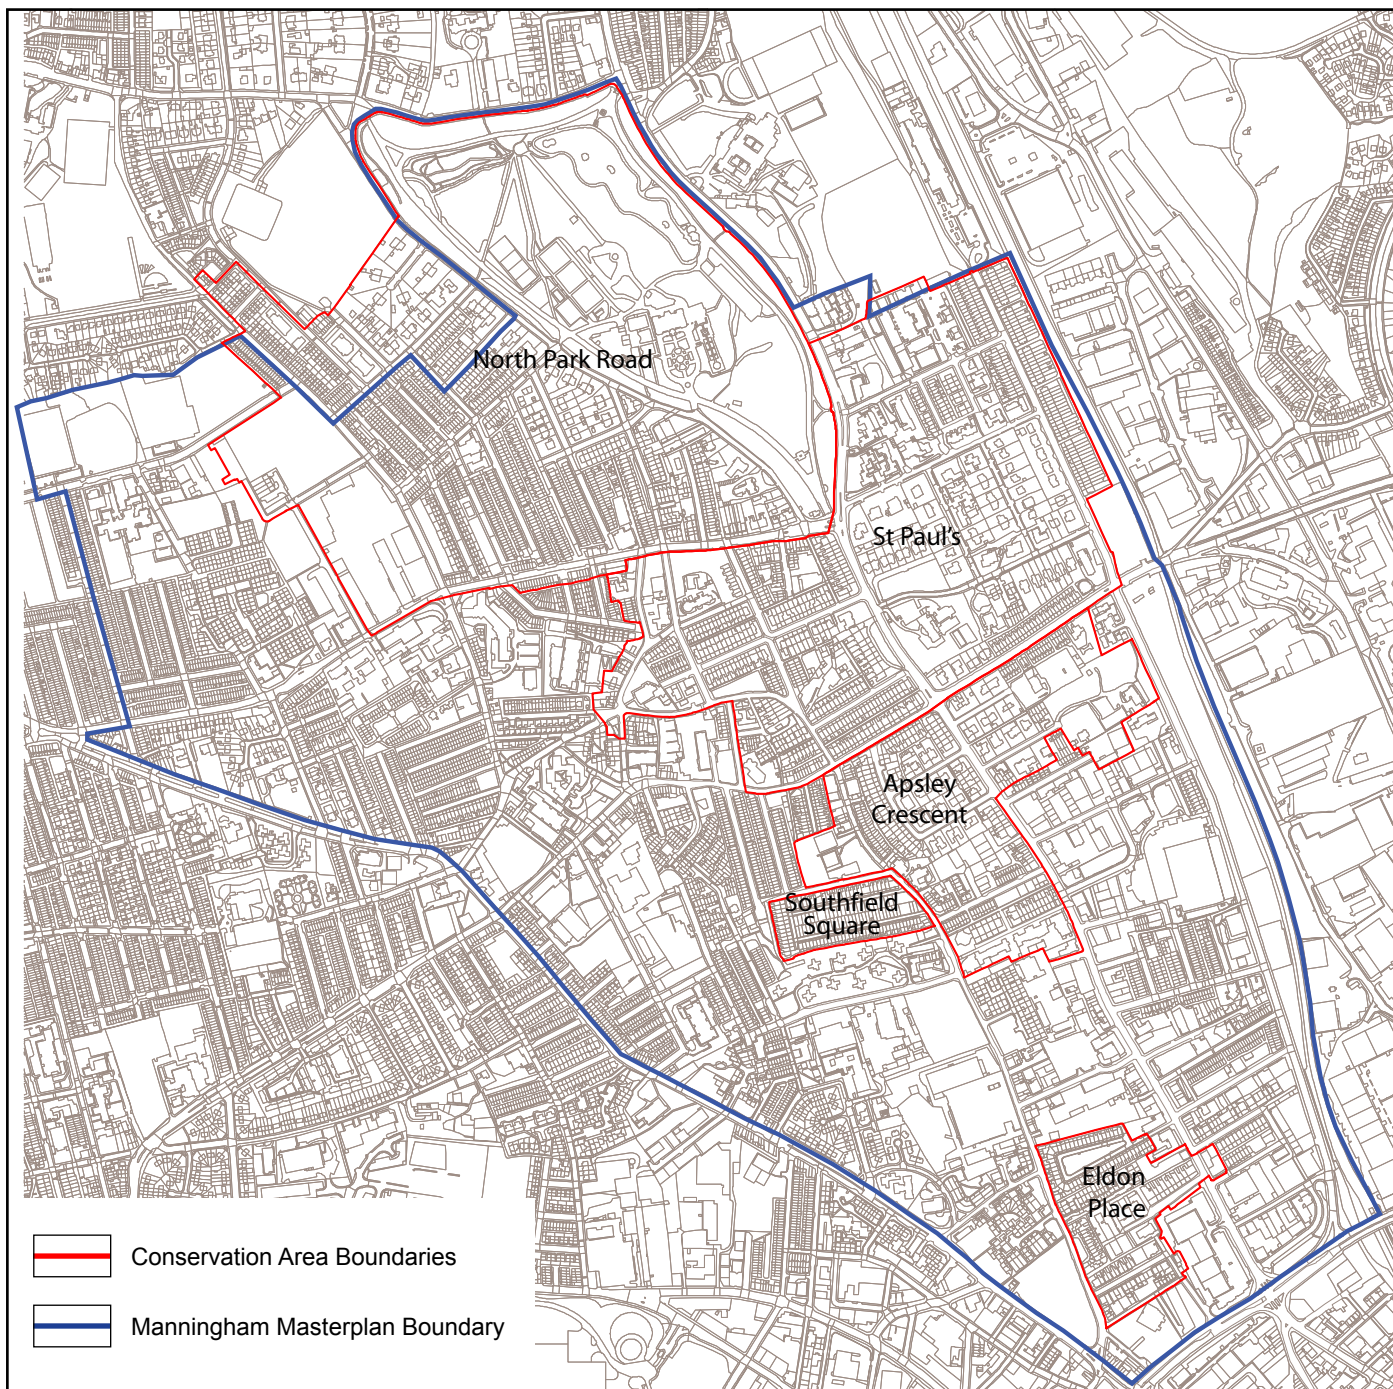 North Park Road
St Paul's
Apsley
Crescent
Southfield
Square
Eldon
Place
Conservation Area Boundaries
Manningham Masterplan Boundary